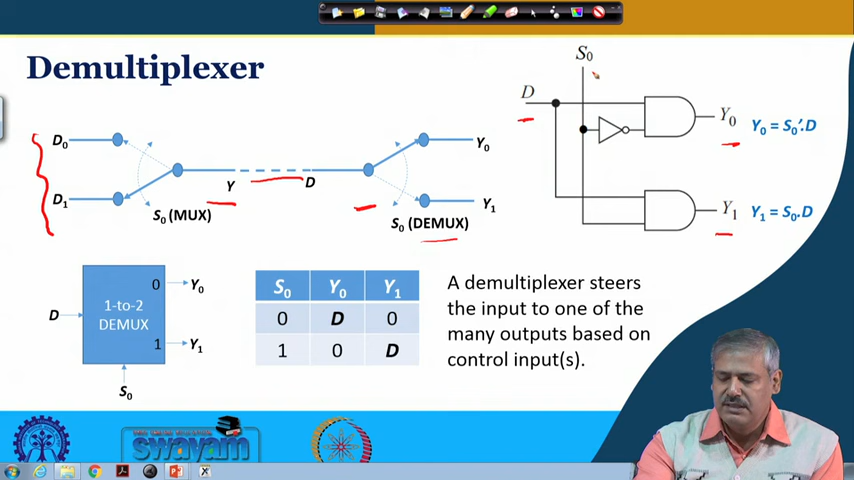 Demultiplexer
D0
D1
S0 (MUX)
Y
D
Y0
Y1
S0 (DEMUX)
S0
D
Y0
Y0 = S0'.D
Y1
Y1 = S0.D
D
1-to-2
DEMUX
0
1
Y0
Y1
S0
S0 Y0 Y1
0 D 0
1 0 D
A demultiplexer steers
the input to one of the
many outputs based on
control input(s).
swayam